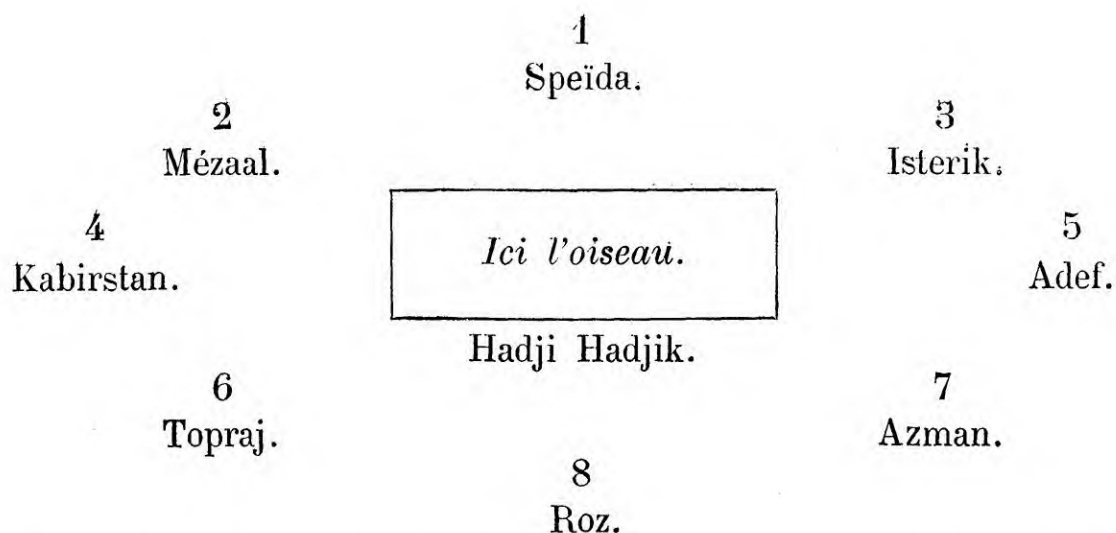 1
Speïda.
2
Mézaal.
3
Isterik.
4
Kabirstan.
Ici l'oiseau.
5
Adef.
Hadji Hadjik.
6
Topraj.
7
Azman.
8
Roz.